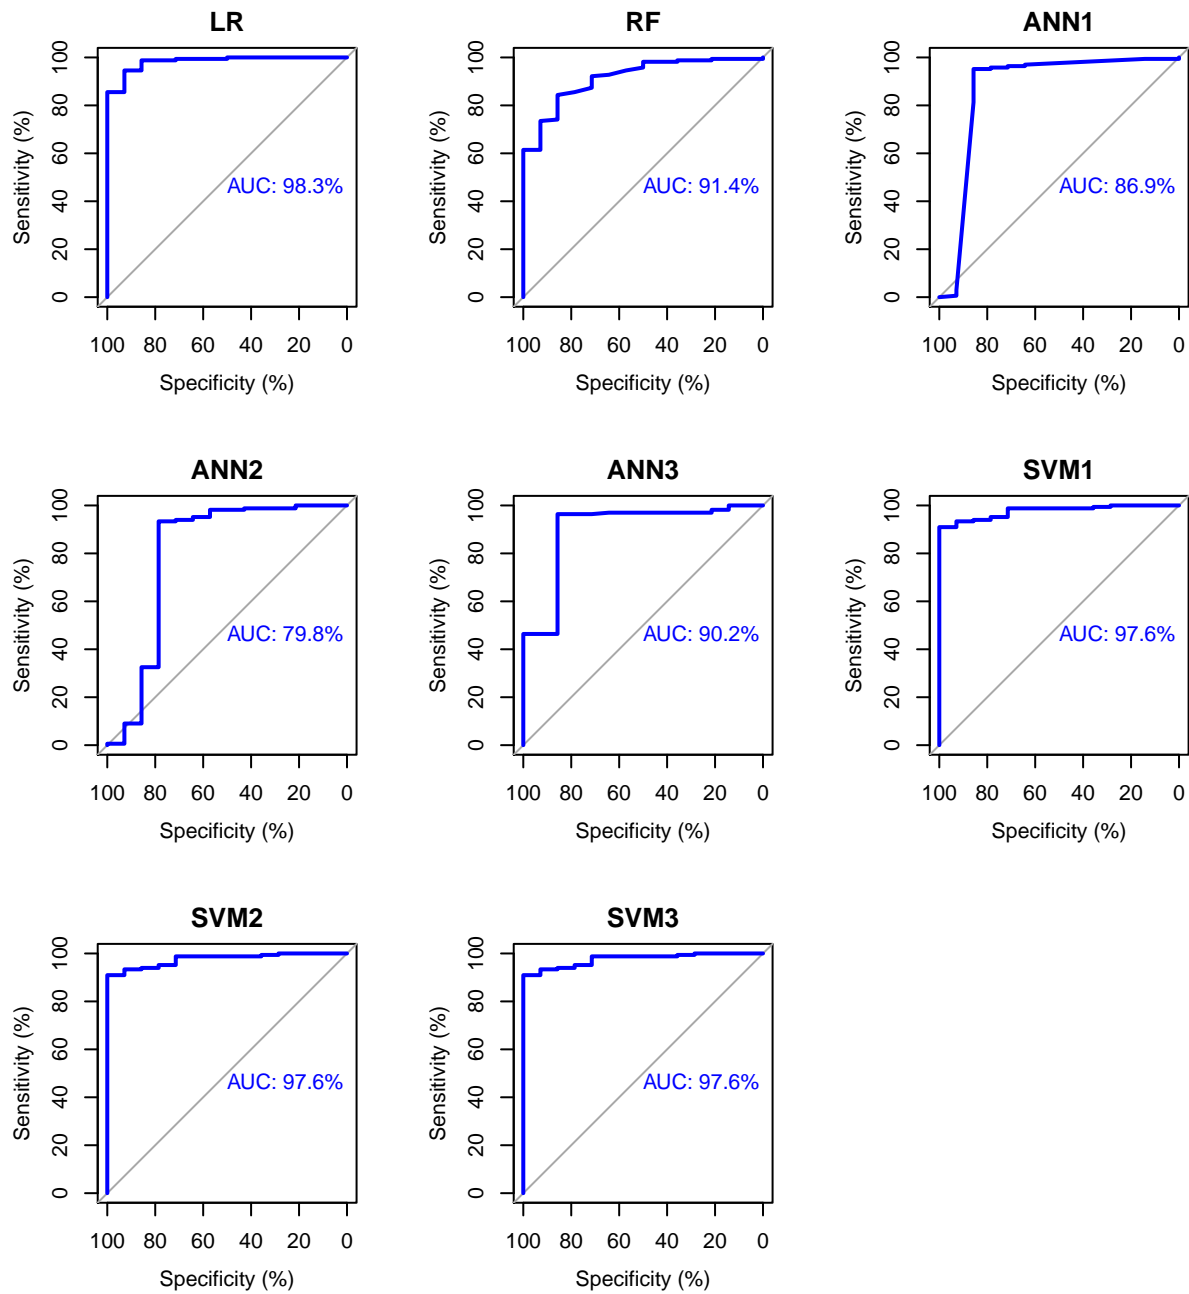 LR
Sensitivity (%)
100
80
60
40
20
0
AUC: 98.3%
100 80 60 40 20 0
Specificity (%)
RF
Sensitivity (%)
100
80
60
40
20
0
AUC: 91.4%
100 80 60 40 20 0
Specificity (%)
ANN1
Sensitivity (%)
100
80
60
40
20
0
AUC: 86.9%
100 80 60 40 20 0
Specificity (%)
ANN2
Sensitivity (%)
100
80
60
40
20
0
AUC: 79.8%
100 80 60 40 20 0
Specificity (%)
ANN3
Sensitivity (%)
100
80
60
40
20
0
AUC: 90.2%
100 80 60 40 20 0
Specificity (%)
SVM1
Sensitivity (%)
100
80
60
40
20
0
AUC: 97.6%
100 80 60 40 20 0
Specificity (%)
SVM2
Sensitivity (%)
100
80
60
40
20
0
AUC: 97.6%
100 80 60 40 20 0
Specificity (%)
SVM3
Sensitivity (%)
100
80
60
40
20
0
AUC: 97.6%
100 80 60 40 20 0
Specificity (%)